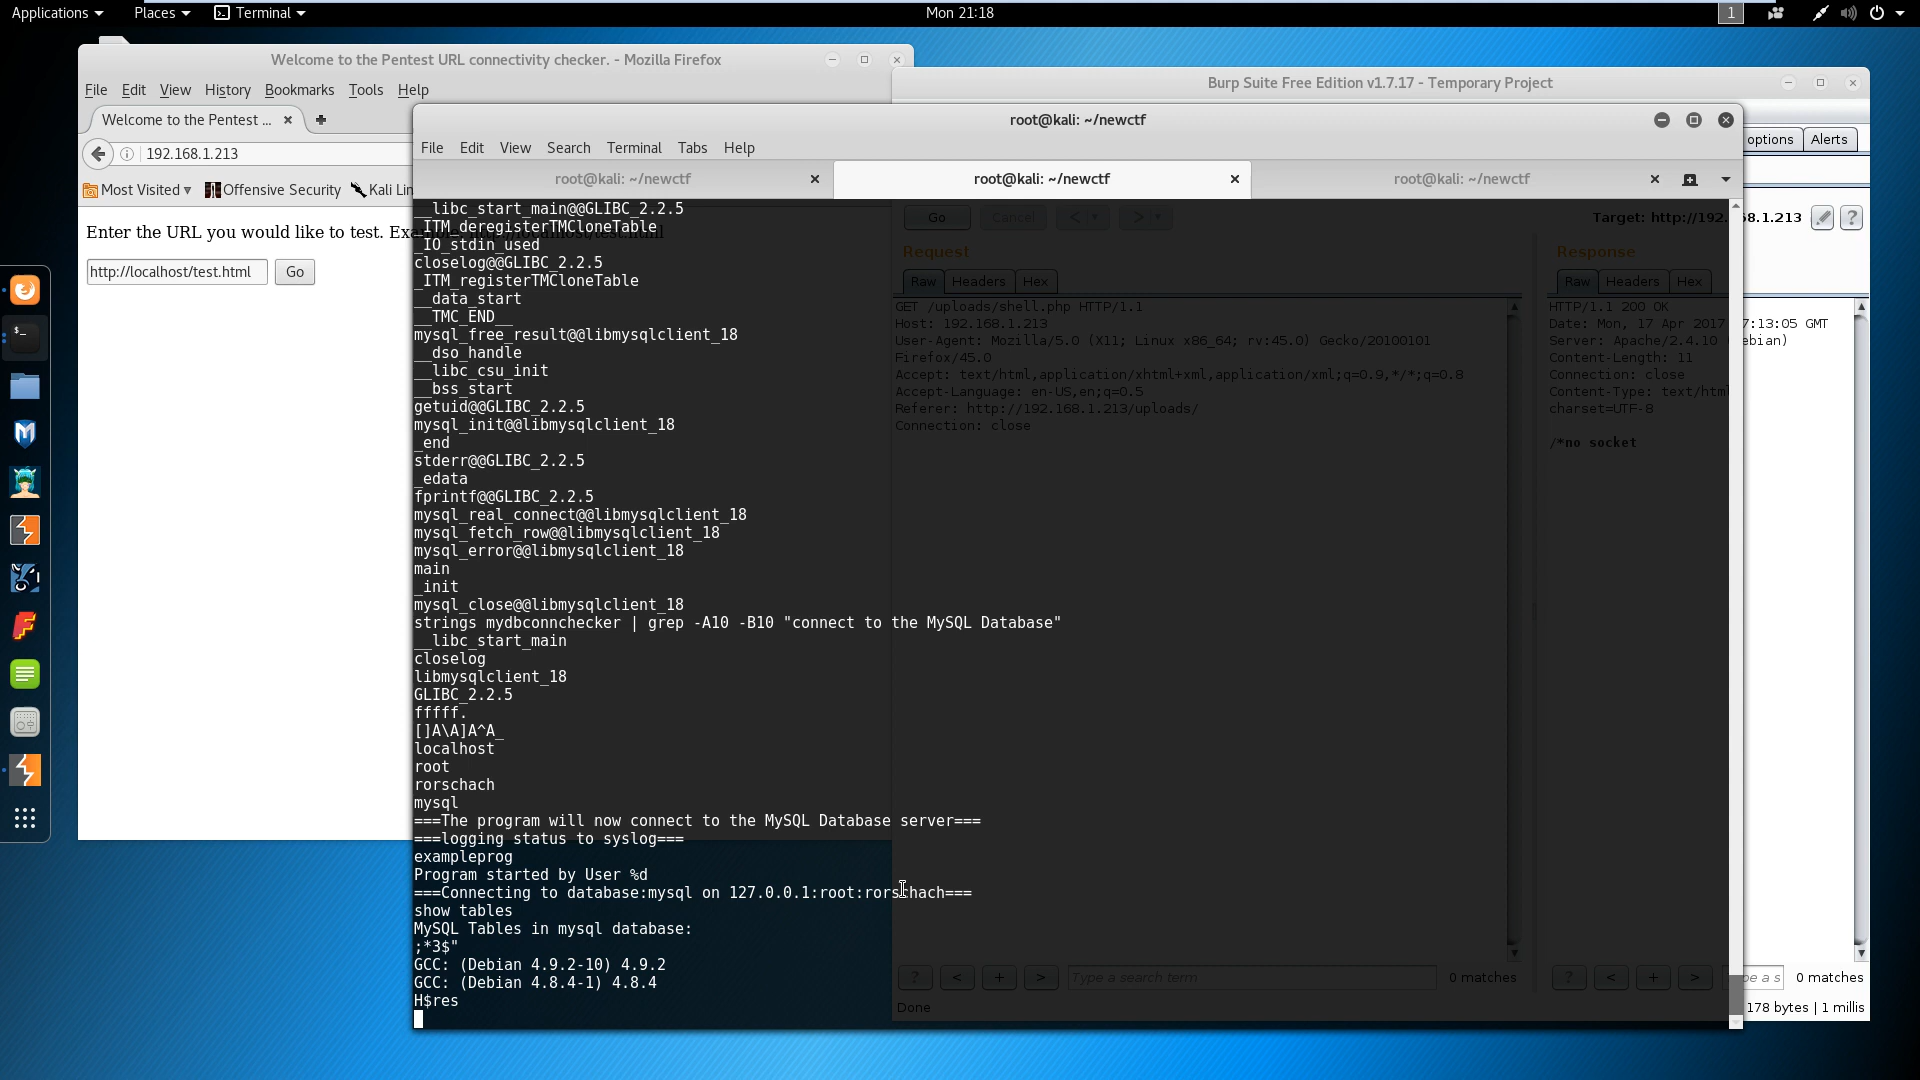 Applications
Places
Terminal
Mon 21:18
1
Welcome to the Pentest URL connectivity checker. - Mozilla Firefox
File Edit View History Bookmarks Tools Help
Welcome to the Pentest ...
192.168.1.213
Most Visited
Offensive Security
Kali Lin
Enter the URL you would like to test. Example: http://localhost/test.html
http://localhost/test.html
Go
Burp Suite Free Edition v1.7.17 - Temporary Project
options
Alerts
root@kali: ~/newctf
File Edit View Search Terminal Tabs Help
root@kali: ~/newctf
root@kali: ~/newctf
root@kali: ~/newctf
__libc_start_main@@GLIBC_2.2.5
_ITM_deregisterTMCloneTable
_IO_stdin_used
closelog@@GLIBC_2.2.5
_ITM_registerTMCloneTable
__data_start
__TMC_END__
mysql_free_result@@libmysqlclient_18
__dso_handle
__libc_csu_init
__bss_start
getuid@@GLIBC_2.2.5
mysql_init@@libmysqlclient_18
_end
stderr@@GLIBC_2.2.5
_edata
fprintf@@GLIBC_2.2.5
mysql_real_connect@@libmysqlclient_18
mysql_fetch_row@@libmysqlclient_18
mysql_error@@libmysqlclient_18
main
_init
mysql_close@@libmysqlclient_18
strings mydbconnchecker | grep -A10 -B10 "connect to the MySQL Database"
__libc_start_main
closelog
libmysqlclient_18
GLIBC_2.2.5
fffff.
[]A\A]A^A_
localhost
root
rorschach
mysql
===The program will now connect to the MySQL Database server===
===logging status to syslog===
exampleprog
Program started by User %d
===Connecting to database:mysql on 127.0.0.1:root:rorschach===
show tables
MySQL Tables in mysql database:
;*3$"
GCC: (Debian 4.9.2-10) 4.9.2
GCC: (Debian 4.8.4-1) 4.8.4
H$res
Go
Cancel
<
>
Target: http://192.168.1.213
?
Request
Raw Headers Hex
GET /uploads/shell.php HTTP/1.1
Host: 192.168.1.213
User-Agent: Mozilla/5.0 (X11; Linux x86_64; rv:45.0) Gecko/20100101
Firefox/45.0
Accept: text/html,application/xhtml+xml,application/xml;q=0.9,*/*;q=0.8
Accept-Language: en-US,en;q=0.5
Referer: http://192.168.1.213/uploads/
Connection: close
? < + >
Type a search term
0 matches
Done
Response
Raw Headers Hex
HTTP/1.1 200 OK
Date: Mon, 17 Apr 2017 7:13:05 GMT
Server: Apache/2.4.10 (Debian)
Content-Length: 11
Connection: close
Content-Type: text/html
charset=UTF-8
/*no socket
? < + >
pe a s
0 matches
178 bytes | 1 millis